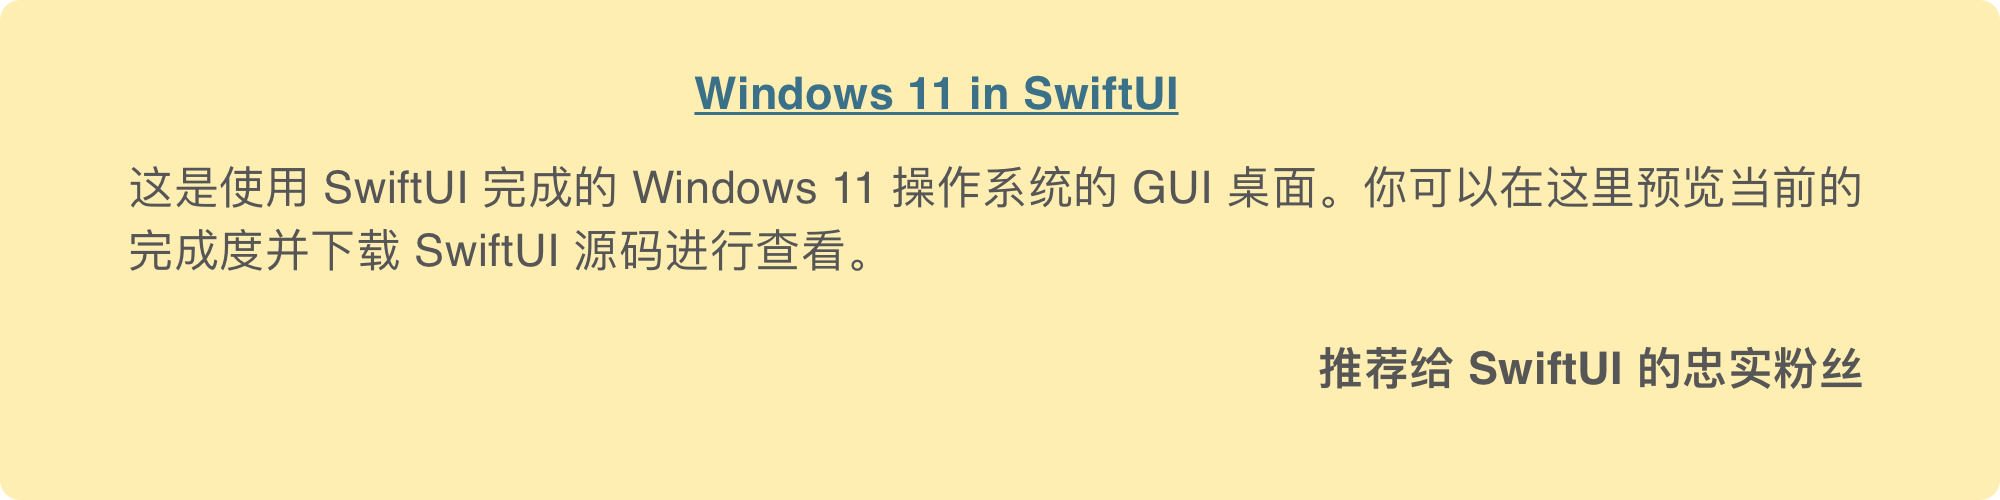 Windows 11 in SwiftUI
这是使用 SwiftUI 完成的 Windows 11 操作系统的 GUI 桌面。你可以在这里预览当前的
完成度并下载 SwiftUI 源码进行查看。
推荐给 SwiftUI 的忠实粉丝